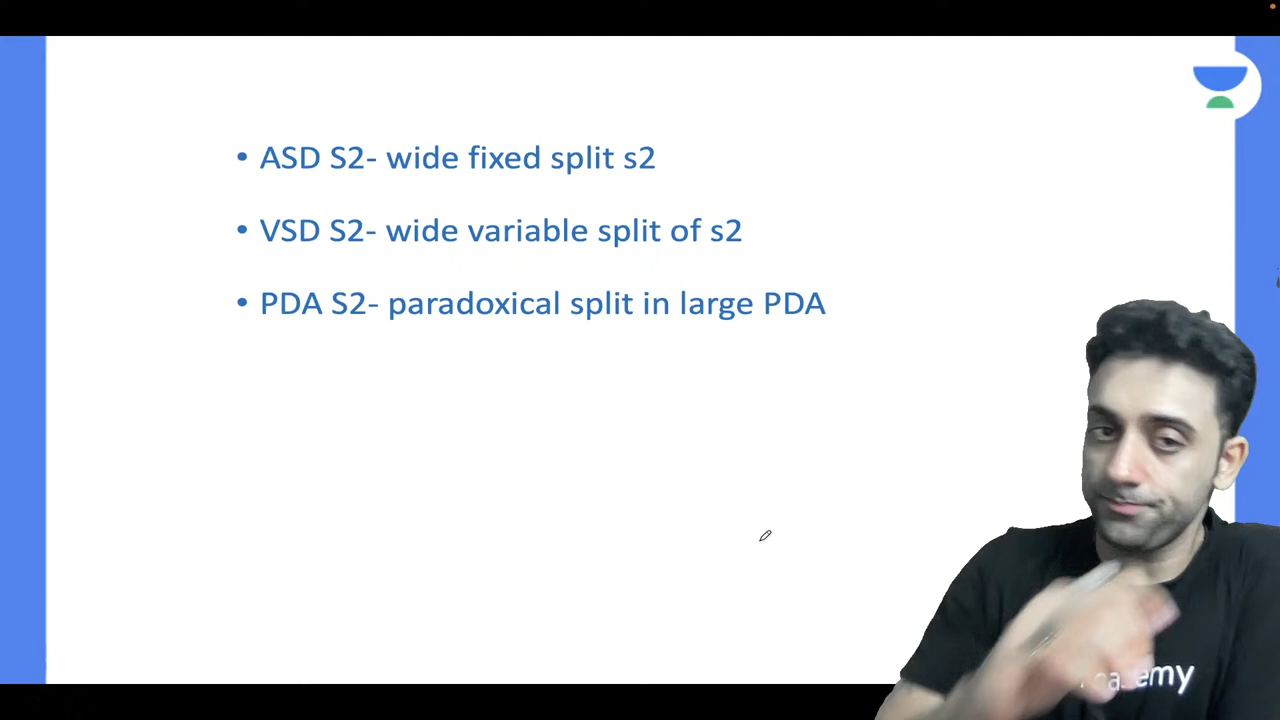 • ASD S2- wide fixed split s2
• VSD S2- wide variable split of s2
• PDA S2- paradoxical split in large PDA